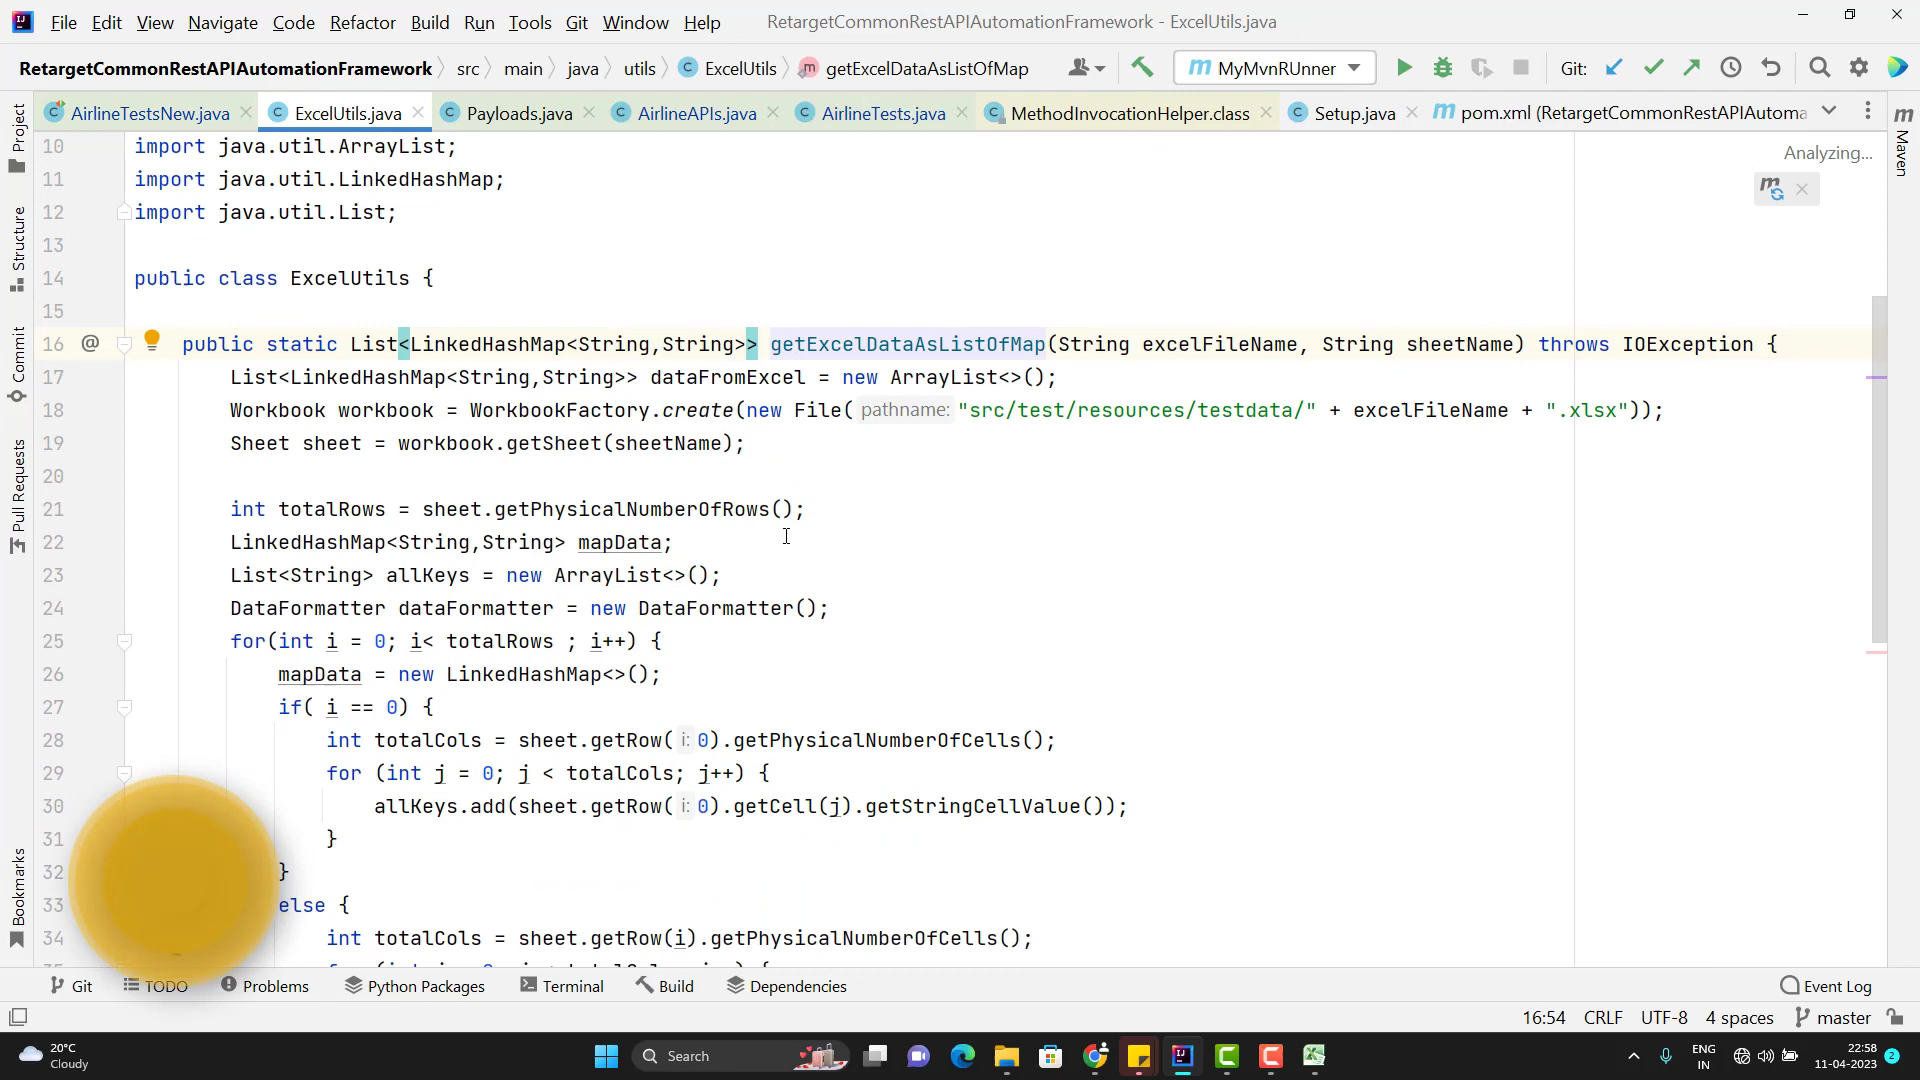 File Edit View Navigate Code Refactor Build Run Tools Git Window Help RetargetCommonRestAPIAutomationFramework - ExcelUtils.java
RetargetCommonRestAPIAutomationFramework src main java utils ExcelUtils getExcelDataAsListOfMap MyMvnRUnner Git:
AirlineTestsNew.java ExcelUtils.java Payloads.java AirlineAPIs.java AirlineTests.java MethodInvocationHelper.class Setup.java pom.xml (RetargetCommonRestAPIAutoma
Project
Structure
Commit
Pull Requests
Bookmarks
Maven
Analyzing...
10 import java.util.ArrayList;
11 import java.util.LinkedHashMap;
12 import java.util.List;
13
14 public class ExcelUtils {
15
16 @ public static List<LinkedHashMap<String,String>> getExcelDataAsListOfMap(String excelFileName, String sheetName) throws IOException {
17 List<LinkedHashMap<String,String>> dataFromExcel = new ArrayList<>();
18 Workbook workbook = WorkbookFactory.create(new File( pathname: "src/test/resources/testdata/" + excelFileName + ".xlsx"));
19 Sheet sheet = workbook.getSheet(sheetName);
20
21 int totalRows = sheet.getPhysicalNumberOfRows();
22 LinkedHashMap<String,String> mapData;
23 List<String> allKeys = new ArrayList<>();
24 DataFormatter dataFormatter = new DataFormatter();
25 for(int i = 0; i< totalRows ; i++) {
26 mapData = new LinkedHashMap<>();
27 if( i == 0) {
28 int totalCols = sheet.getRow( i: 0).getPhysicalNumberOfCells();
29 for (int j = 0; j < totalCols; j++) {
30 allKeys.add(sheet.getRow( i: 0).getCell(j).getStringCellValue());
31 }
32 }
33 else {
34 int totalCols = sheet.getRow(i).getPhysicalNumberOfCells();
Git TODO Problems Python Packages Terminal Build Dependencies Event Log
16:54 CRLF UTF-8 4 spaces master
20°C
Cloudy
Search
ENG
IN
22:58
11-04-2023
2